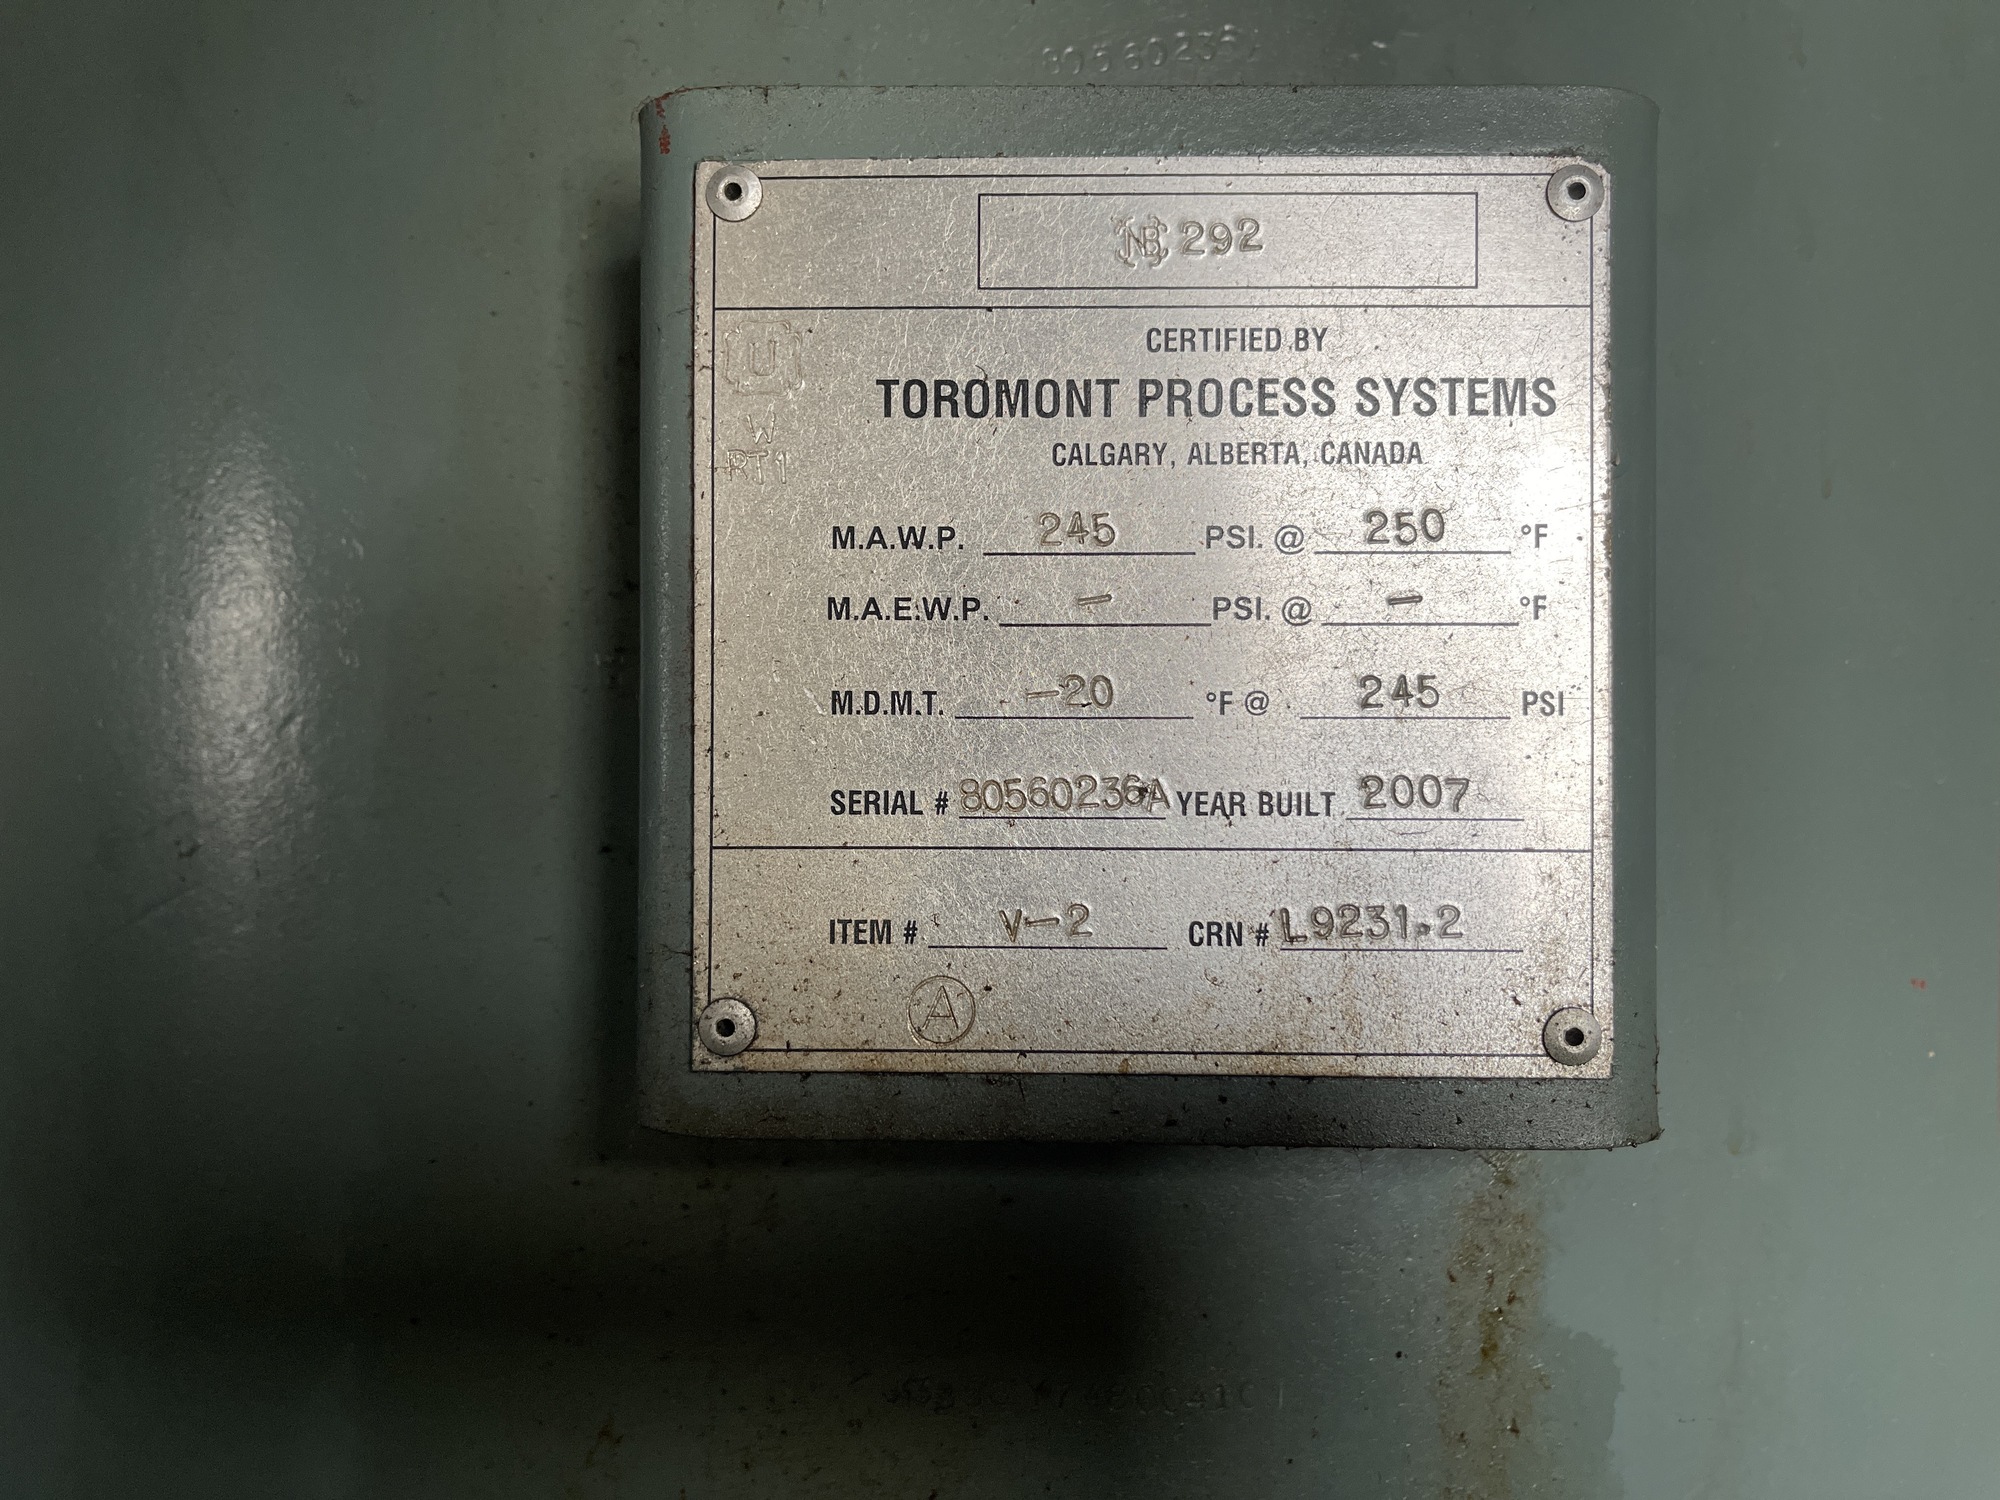 80560236
NB 292
CERTIFIED BY
TOROMONT PROCESS SYSTEMS
CALGARY, ALBERTA, CANADA
U
W
RT1
M.A.W.P. 245 PSI. @ 250 °F
M.A.E.W.P. – PSI. @ – °F
M.D.M.T. -20 °F @ 245 PSI
SERIAL # 80560236A YEAR BUILT 2007
ITEM # V-2 CRN # L9231.2
A